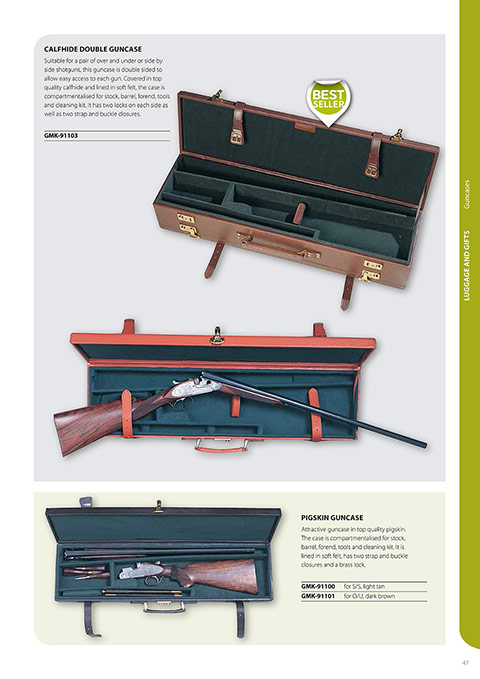 CALFHIDE DOUBLE GUNCASE
Suitable for a pair of over and under or side by
side shotguns, this guncase is double sided to
allow easy access to each gun. Covered in top
quality calfhide and lined in soft felt, the case is
compartmentalised for stock, barrel, forend, tools
and cleaning kit. It has two locks on each side as
well as two strap and buckle closures.
GMK-91103
BEST
SELLER
Guncases
LUGGAGE AND GIFTS
PIGSKIN GUNCASE
Attractive guncase in top quality pigskin.
The case is compartmentalised for stock,
barrel, forend, tools and cleaning kit. It is
lined in soft felt, has two strap and buckle
closures and a brass lock.
GMK-91100 for S/S, light tan
GMK-91101 for O/U, dark brown
47